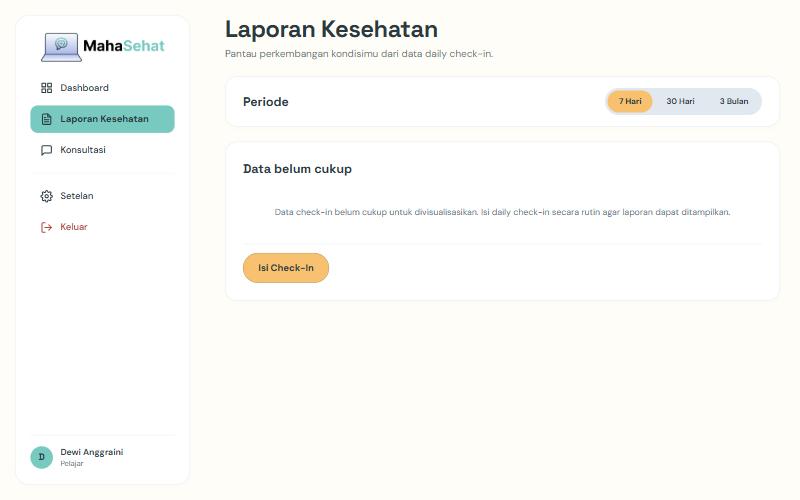 MahaSehat
Dashboard
Laporan Kesehatan
Konsultasi
Setelan
Keluar
D
Dewi Anggraini
Pelajar
Laporan Kesehatan
Pantau perkembangan kondisimu dari data daily check-in.
Periode
7 Hari
30 Hari
3 Bulan
Data belum cukup
Data check-in belum cukup untuk divisualisasikan. Isi daily check-in secara rutin agar laporan dapat ditampilkan.
Isi Check-In